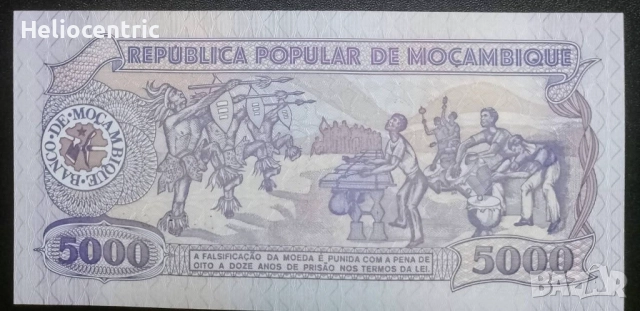 Heliocentric
REPÚBLICA POPULAR DE MOÇAMBIQUE
BANCO·DE·MOÇAMBIQUE·
5000
A FALSIFICAÇÃO DA MOEDA É PUNIDA COM A PENA DE
OITO A DOZE ANOS DE PRISÃO NOS TERMOS DA LEI.
5000
BAZAR